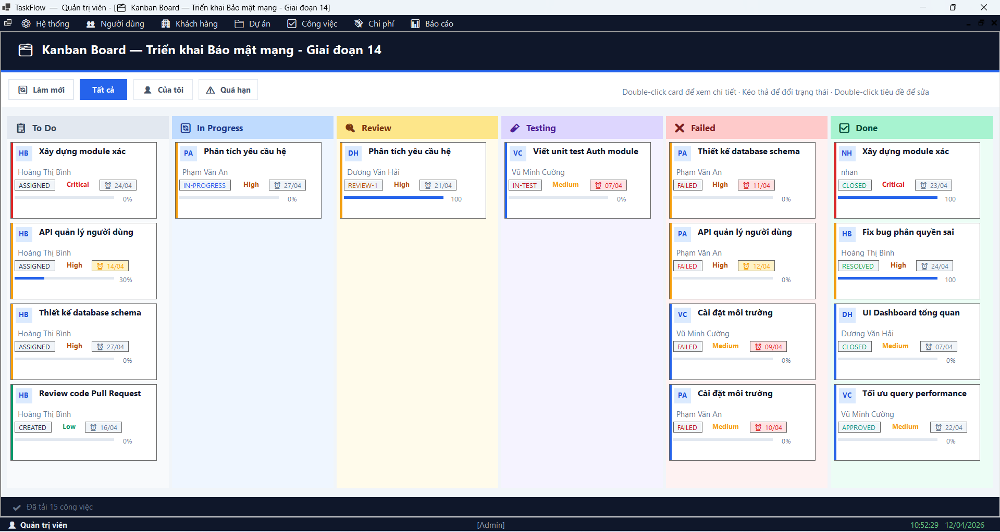 TaskFlow — Quản trị viên - [ Kanban Board — Triển khai Bảo mật mạng - Giai đoạn 14]
Hệ thống Người dùng Khách hàng Dự án Công việc Chi phí Báo cáo
Kanban Board — Triển khai Bảo mật mạng - Giai đoạn 14
Làm mới Tất cả Của tôi Quá hạn
Double-click card để xem chi tiết · Kéo thả để đổi trạng thái · Double-click tiêu đề để sửa
To Do
HB Xây dựng module xác
Hoàng Thị Bình
ASSIGNED Critical 24/04
0%
HB API quản lý người dùng
Hoàng Thị Bình
ASSIGNED High 14/04
30%
HB Thiết kế database schema
Hoàng Thị Bình
ASSIGNED High 27/04
0%
HB Review code Pull Request
Hoàng Thị Bình
CREATED Low 16/04
0%
In Progress
PA Phân tích yêu cầu hệ
Phạm Văn An
IN-PROGRESS High 27/04
0%
Review
DH Phân tích yêu cầu hệ
Dương Văn Hải
REVIEW-1 High 21/04
100
Testing
VC Viết unit test Auth module
Vũ Minh Cường
IN-TEST Medium 07/04
0%
Failed
PA Thiết kế database schema
Phạm Văn An
FAILED High 11/04
0%
PA API quản lý người dùng
Phạm Văn An
FAILED High 12/04
0%
VC Cài đặt môi trường
Vũ Minh Cường
FAILED Medium 09/04
0%
PA Cài đặt môi trường
Phạm Văn An
FAILED Medium 10/04
0%
Done
NH Xây dựng module xác
nhan
CLOSED Critical 23/04
100
HB Fix bug phân quyền sai
Hoàng Thị Bình
RESOLVED High 24/04
100
DH UI Dashboard tổng quan
Dương Văn Hải
CLOSED Medium 07/04
0%
VC Tối ưu query performance
Vũ Minh Cường
APPROVED Medium 22/04
0%
Đã tải 15 công việc
Quản trị viên [Admin] 10:52:29 12/04/2026